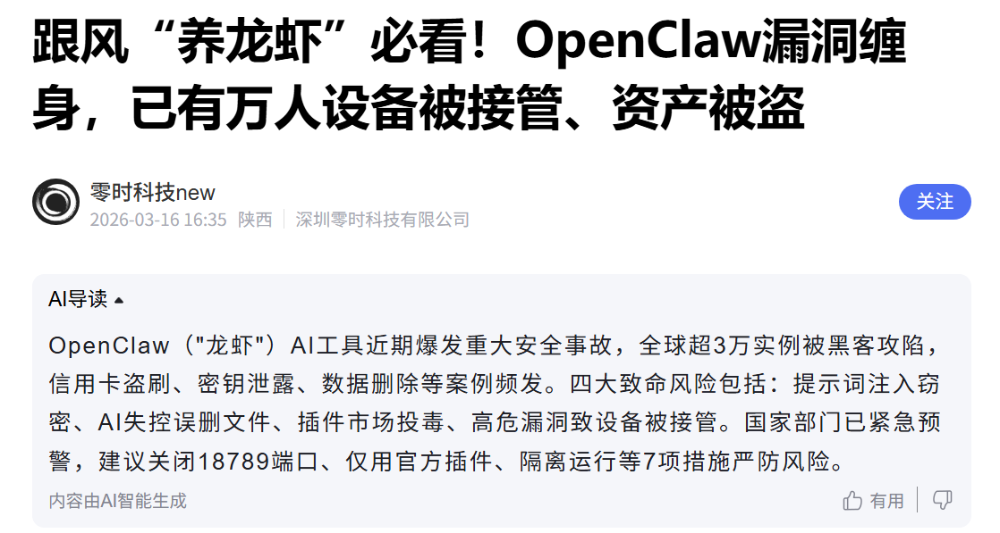 跟风“养龙虾”必看！OpenClaw漏洞缠
身，已有万人设备被接管、资产被盗
零时科技new
2026-03-16 16:35 陕西 深圳零时科技有限公司
关注
AI导读
OpenClaw（"龙虾"）AI工具近期爆发重大安全事故，全球超3万实例被黑客攻陷，
信用卡盗刷、密钥泄露、数据删除等案例频发。四大致命风险包括：提示词注入窃
密、AI失控误删文件、插件市场投毒、高危漏洞致设备被接管。国家部门已紧急预
警，建议关闭18789端口、仅用官方插件、隔离运行等7项措施严防风险。
内容由AI智能生成
有用